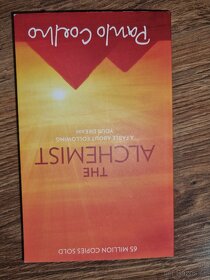 Paulo Coelho
THE
ALCHEMIST
A FABLE ABOUT FOLLOWING
YOUR DREAM
65 MILLION COPIES SOLD